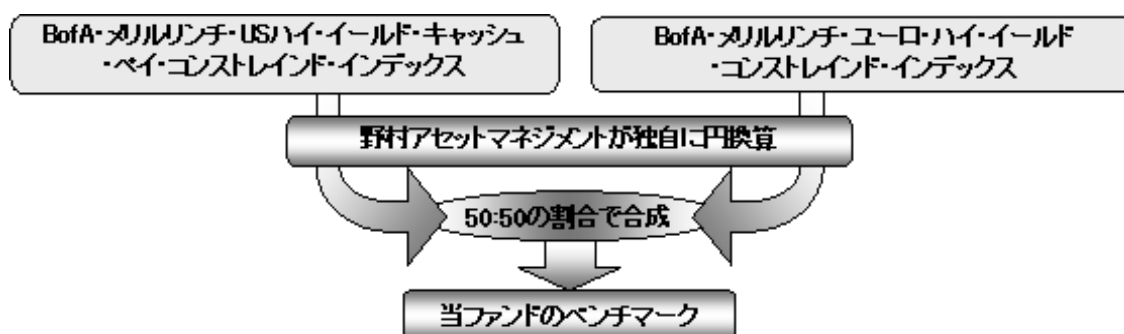 BofA・メリルリンチ・USハイ・イールド・キャッシュ
・ペイ・コンストレインド・インデックス
BofA・メリルリンチ・ユーロ・ハイ・イールド
・コンストレインド・インデックス
野村アセットマネジメントが独自に円換算
50:50の割合で合成
当ファンドのベンチマーク